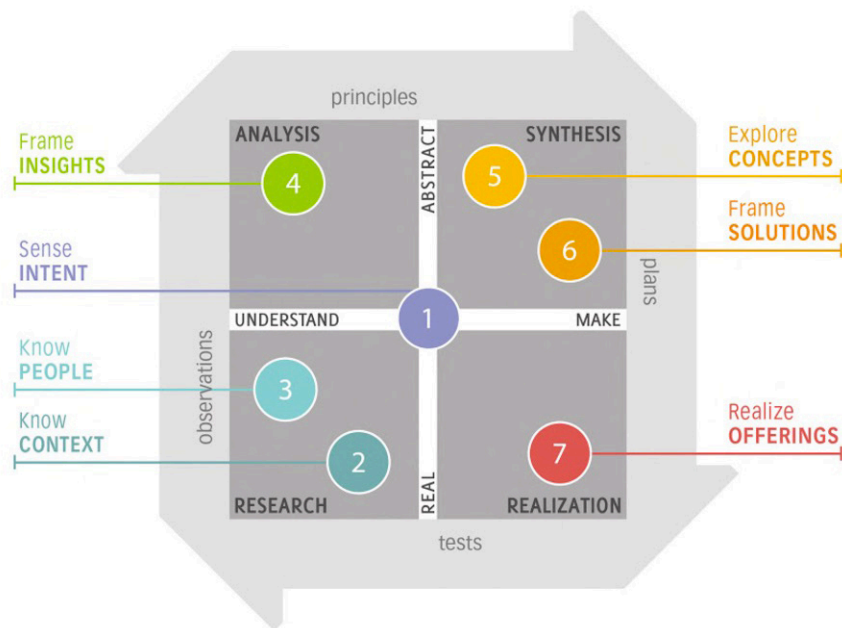 principles
ANALYSIS
ABSTRACT
SYNTHESIS
Frame
INSIGHTS
4
5
Explore
CONCEPTS
6
Frame
SOLUTIONS
Sense
INTENT
plans
UNDERSTAND
1
MAKE
Know
PEOPLE
3
observations
Know
CONTEXT
2
7
Realize
OFFERINGS
RESEARCH
REAL
REALIZATION
tests